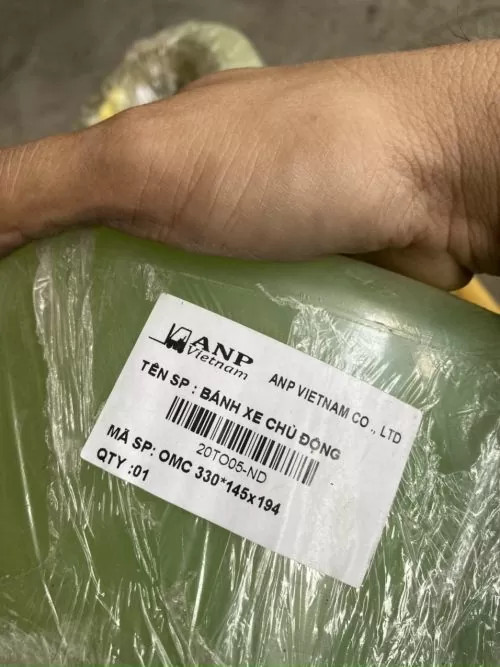 ANP
Vietnam
ANP VIETNAM CO ., LTD
TÊN SP : BÁNH XE CHỦ ĐỘNG
20TO05-ND
MÃ SP: OMC 330*145x194
QTY :01